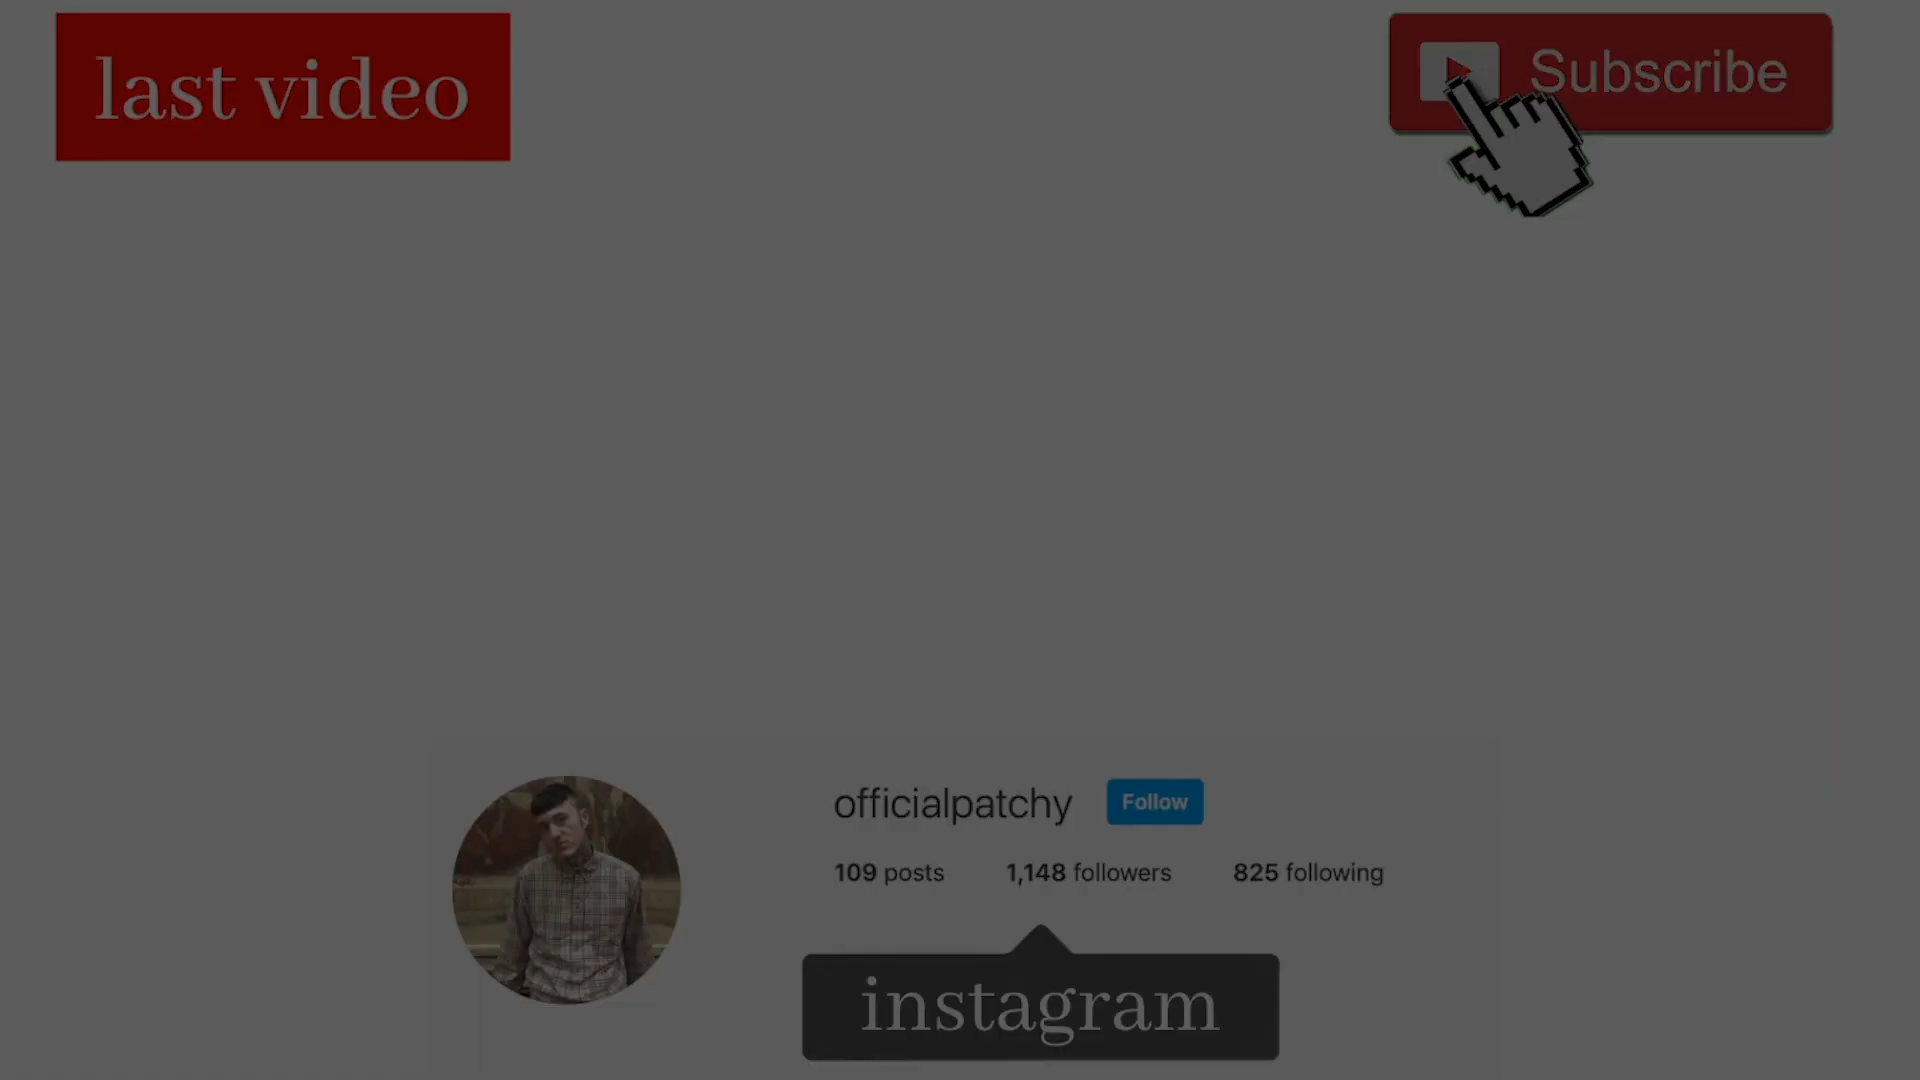 last video
Subscribe
officialpatchy Follow
109 posts 1,148 followers 825 following
instagram